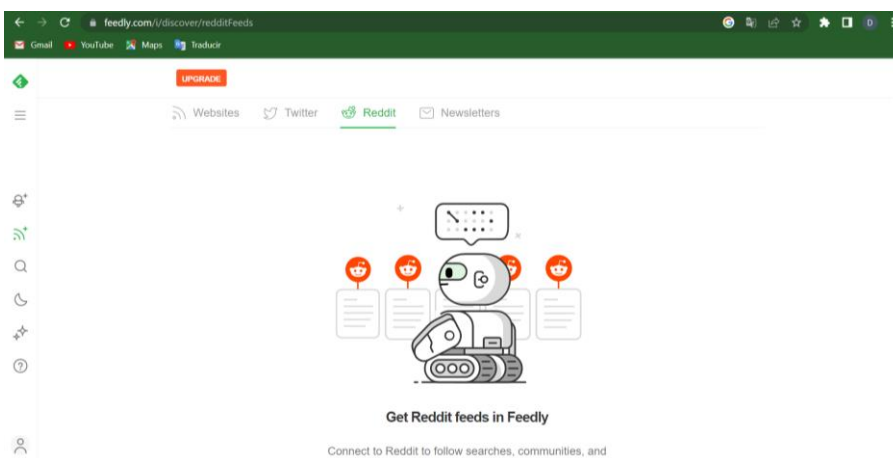 feedly.com/i/discover/redditFeeds
D
Gmail YouTube Maps Traducir
UPGRADE
Websites Twitter Reddit Newsletters
Get Reddit feeds in Feedly
Connect to Reddit to follow searches, communities, and